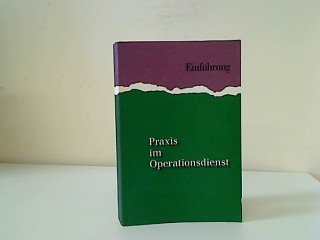 Einführung
Praxis
im
Operationsdienst